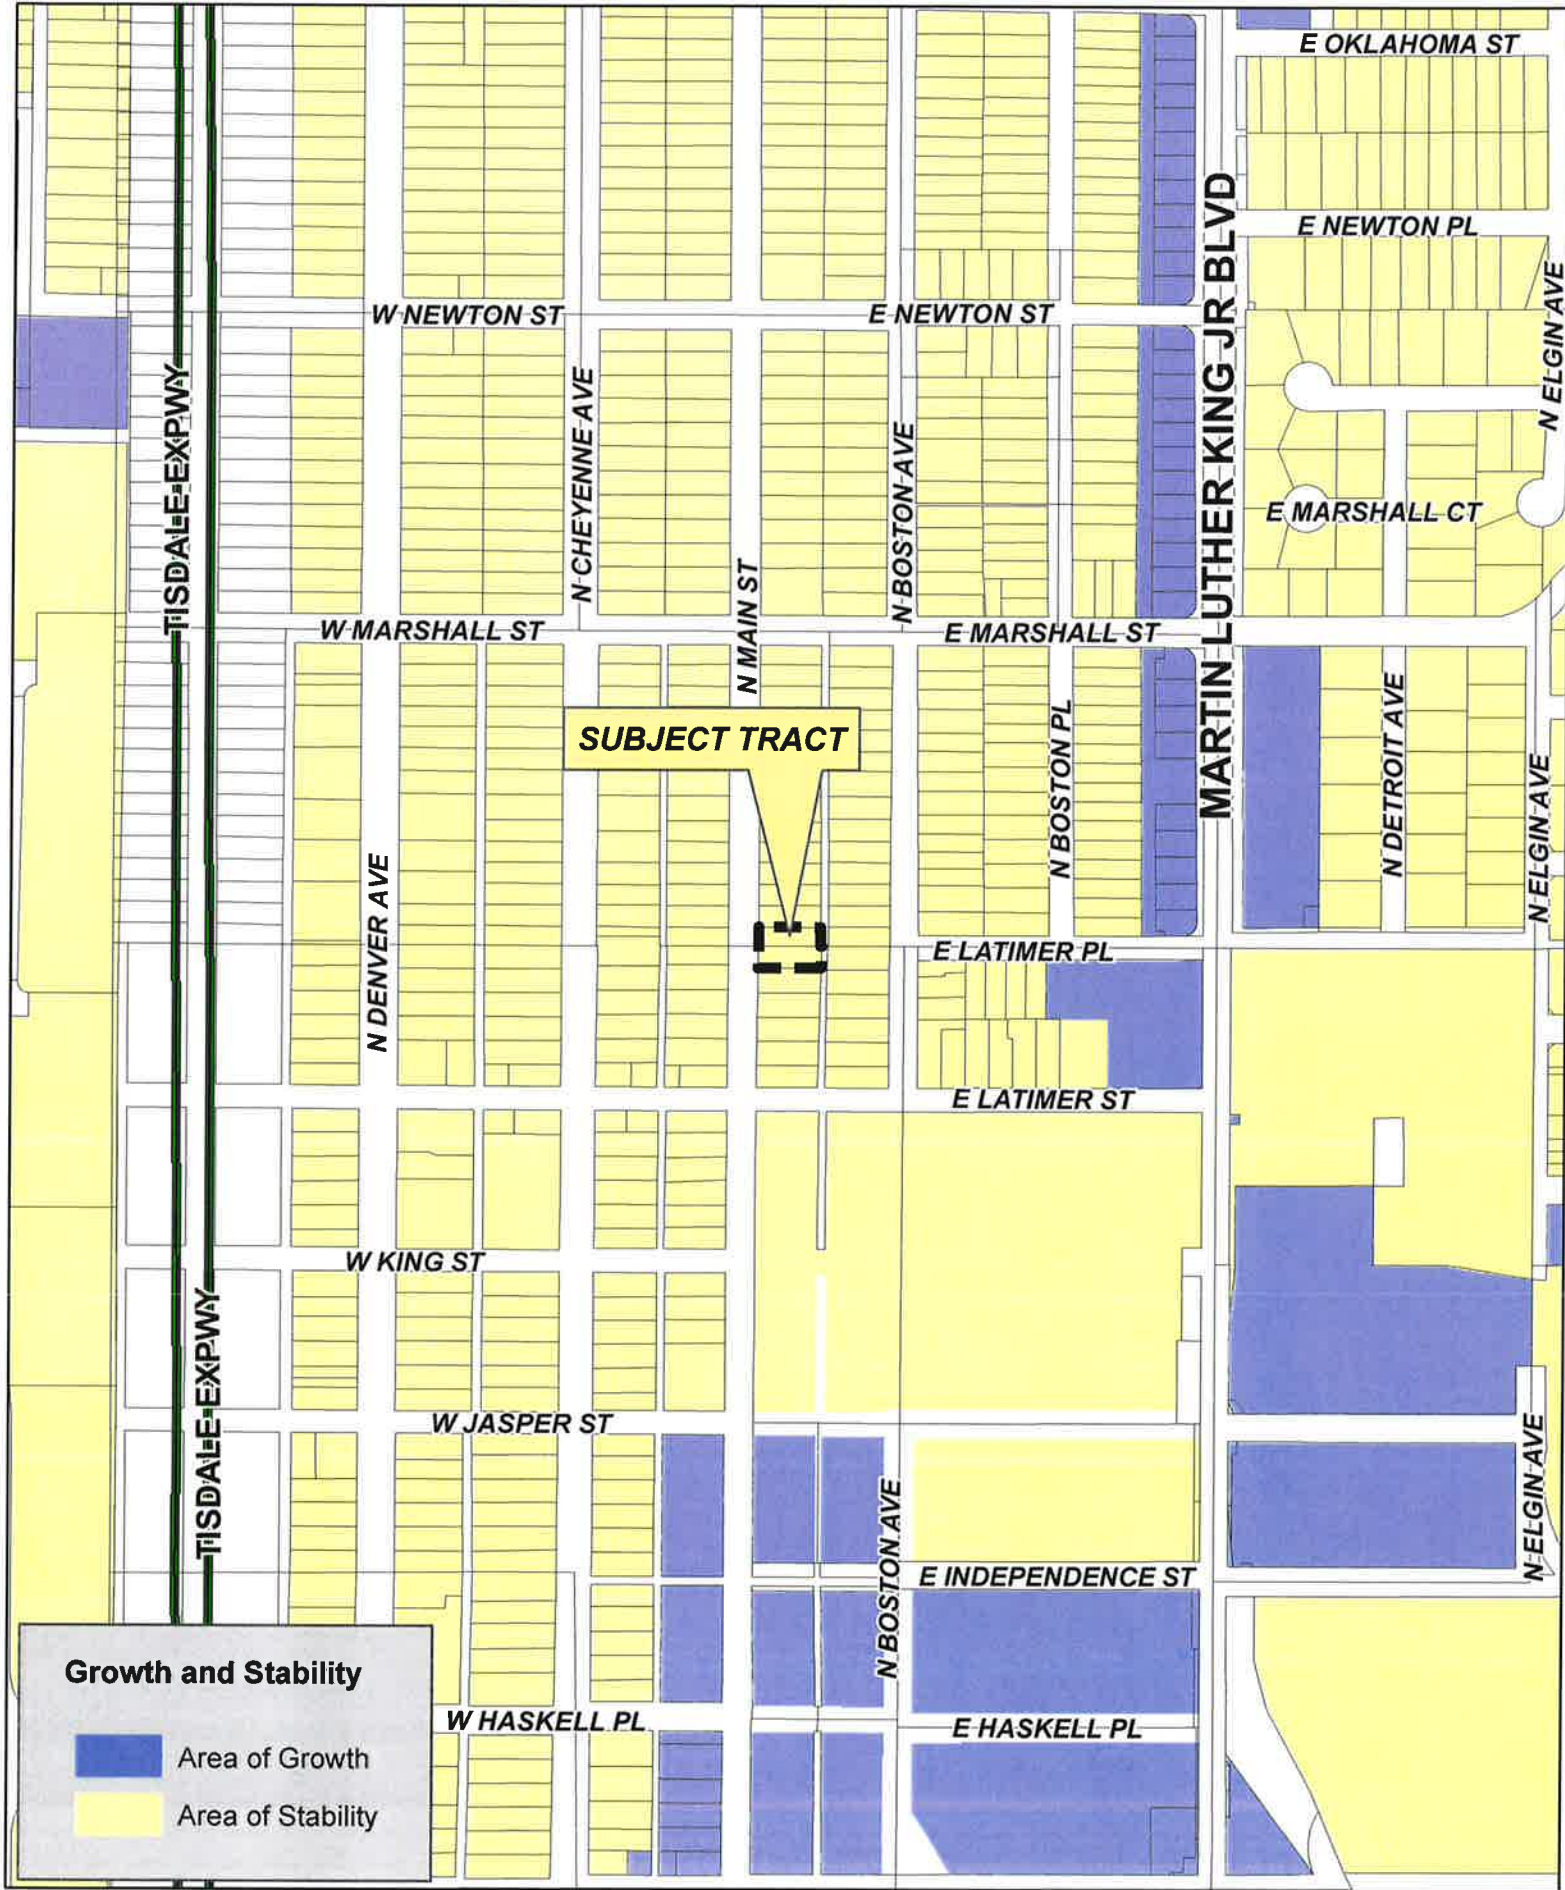 E OKLAHOMA ST
E NEWTON PL
W NEWTON ST
E NEWTON ST
MARTIN LUTHER KING JR BLVD
N ELGIN AVE
TISDALE EXPWY
N CHEYENNE AVE
N BOSTON AVE
E MARSHALL CT
N MAIN ST
W MARSHALL ST
E MARSHALL ST
SUBJECT TRACT
N BOSTON PL
N DETROIT AVE
N ELGIN AVE
N DENVER AVE
E LATIMER PL
E LATIMER ST
W KING ST
TISDALE EXPWY
W JASPER ST
N BOSTON AVE
N ELGIN AVE
E INDEPENDENCE ST
W HASKELL PL
E HASKELL PL
Growth and Stability
Area of Growth
Area of Stability